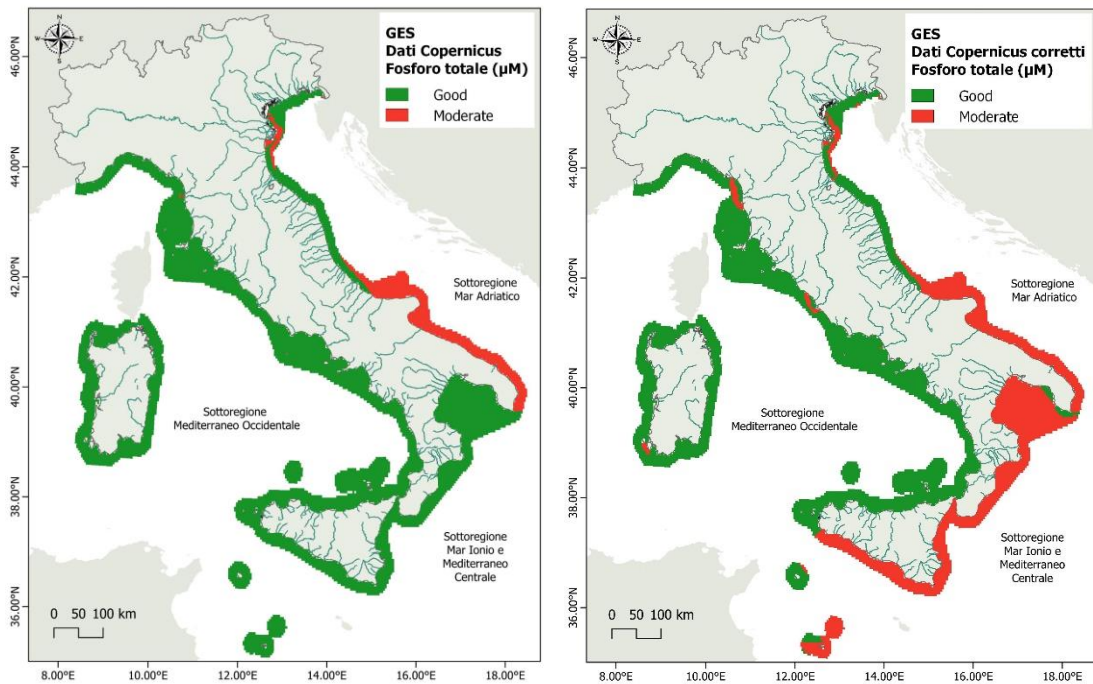 N
W E
S
GES
Dati Copernicus
Fosforo totale (µM)
Good
Moderate
46.00°N
44.00°N
42.00°N
40.00°N
38.00°N
36.00°N
Sottoregione
Mar Adriatico
Sottoregione
Mediterraneo Occidentale
Sottoregione
Mar Ionio e
Mediterraneo
Centrale
0 50 100 km
8.00°E 10.00°E 12.00°E 14.00°E 16.00°E 18.00°E
N
W E
S
GES
Dati Copernicus corretti
Fosforo totale (µM)
Good
Moderate
46.00°N
44.00°N
42.00°N
40.00°N
38.00°N
36.00°N
Sottoregione
Mar Adriatico
Sottoregione
Mediterraneo Occidentale
Sottoregione
Mar Ionio e
Mediterraneo
Centrale
0 50 100 km
8.00°E 10.00°E 12.00°E 14.00°E 16.00°E 18.00°E